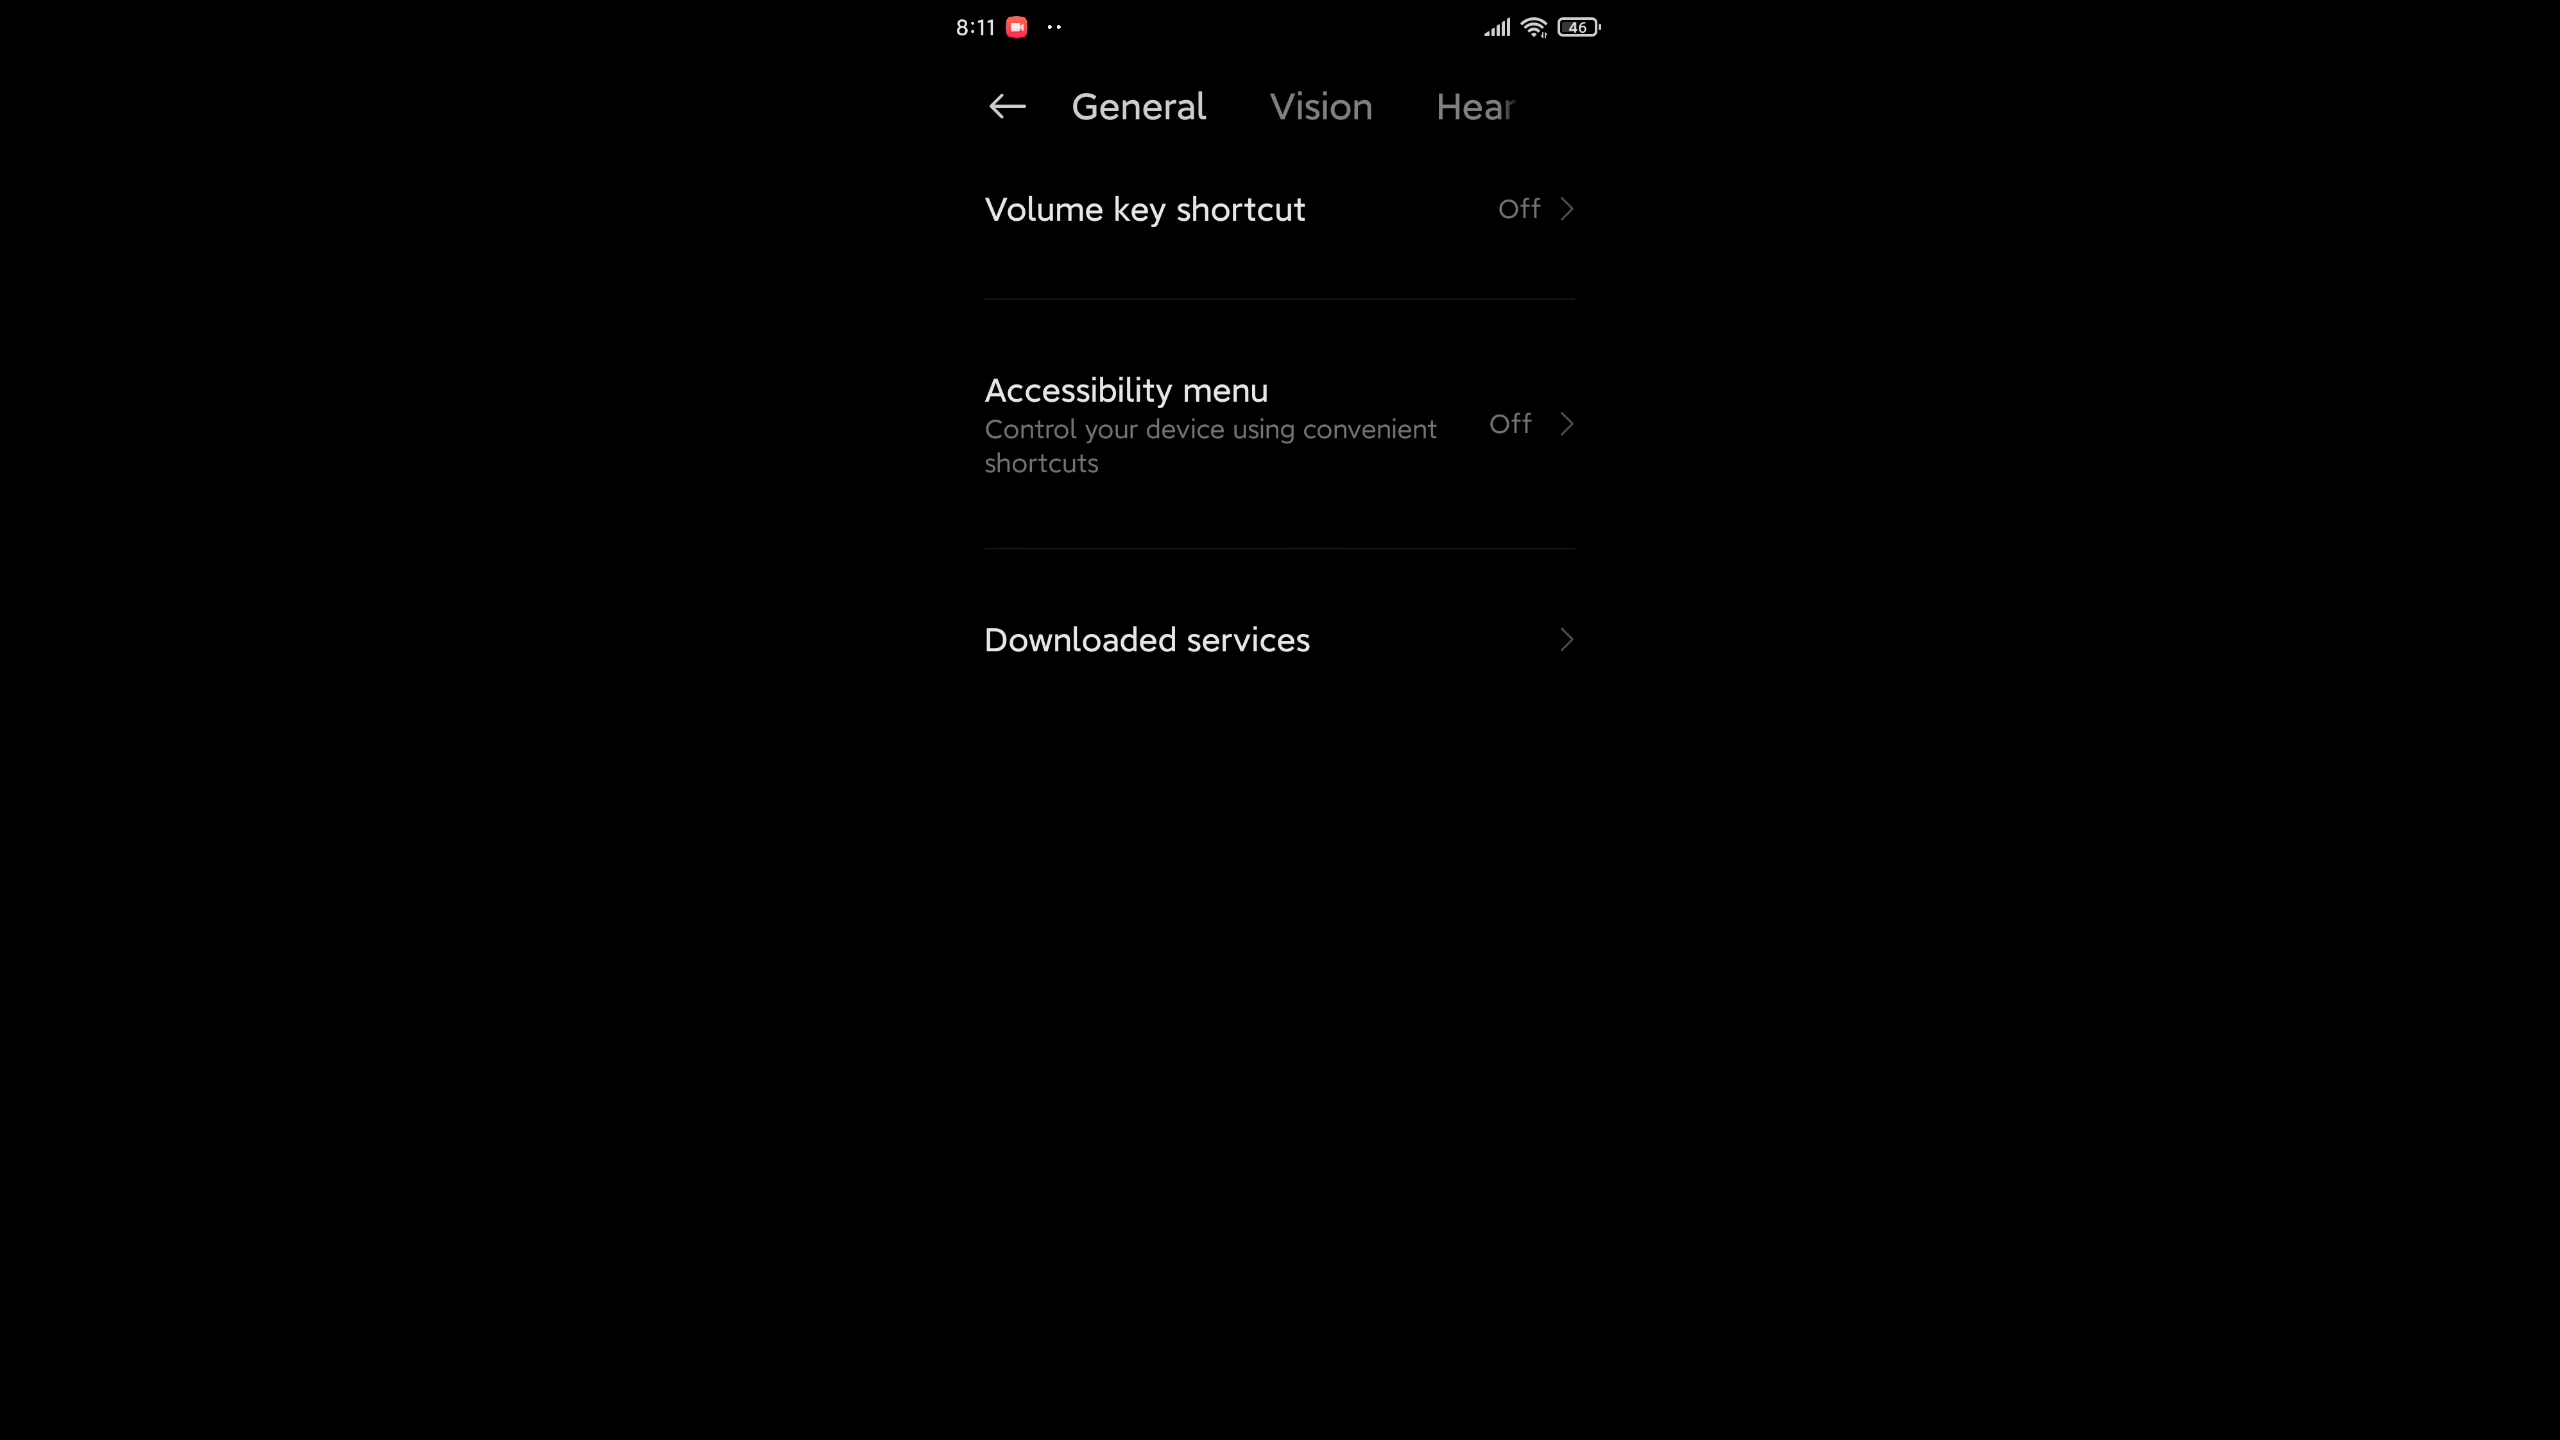 8:11
46
General Vision Hear
Volume key shortcut Off
Accessibility menu
Control your device using convenient
shortcuts
Off
Downloaded services